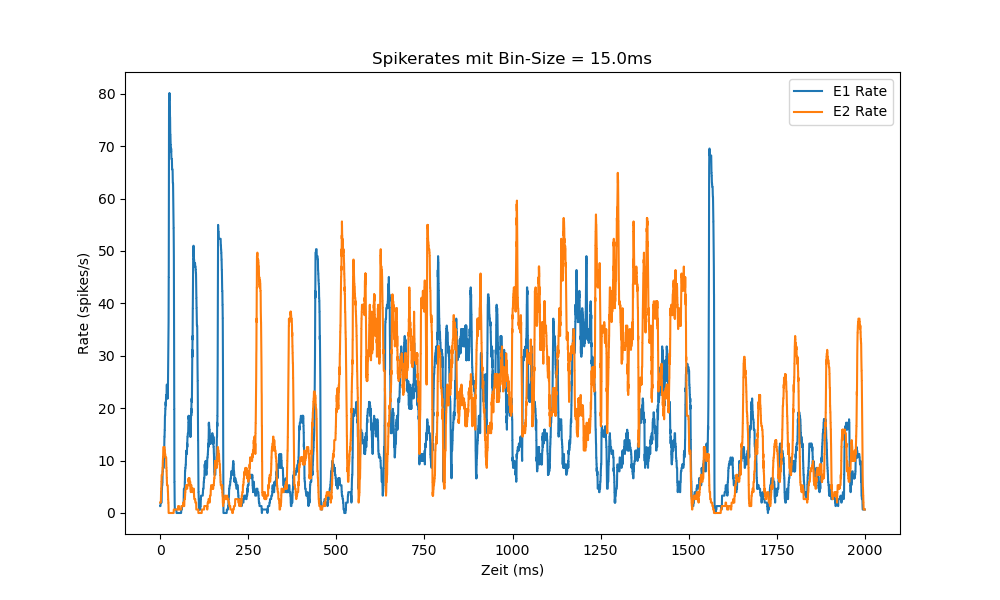 Spikerates mit Bin-Size = 15.0ms
E1 Rate
E2 Rate
80
70
60
50
40
30
20
10
0
Rate (spikes/s)
0 250 500 750 1000 1250 1500 1750 2000
Zeit (ms)